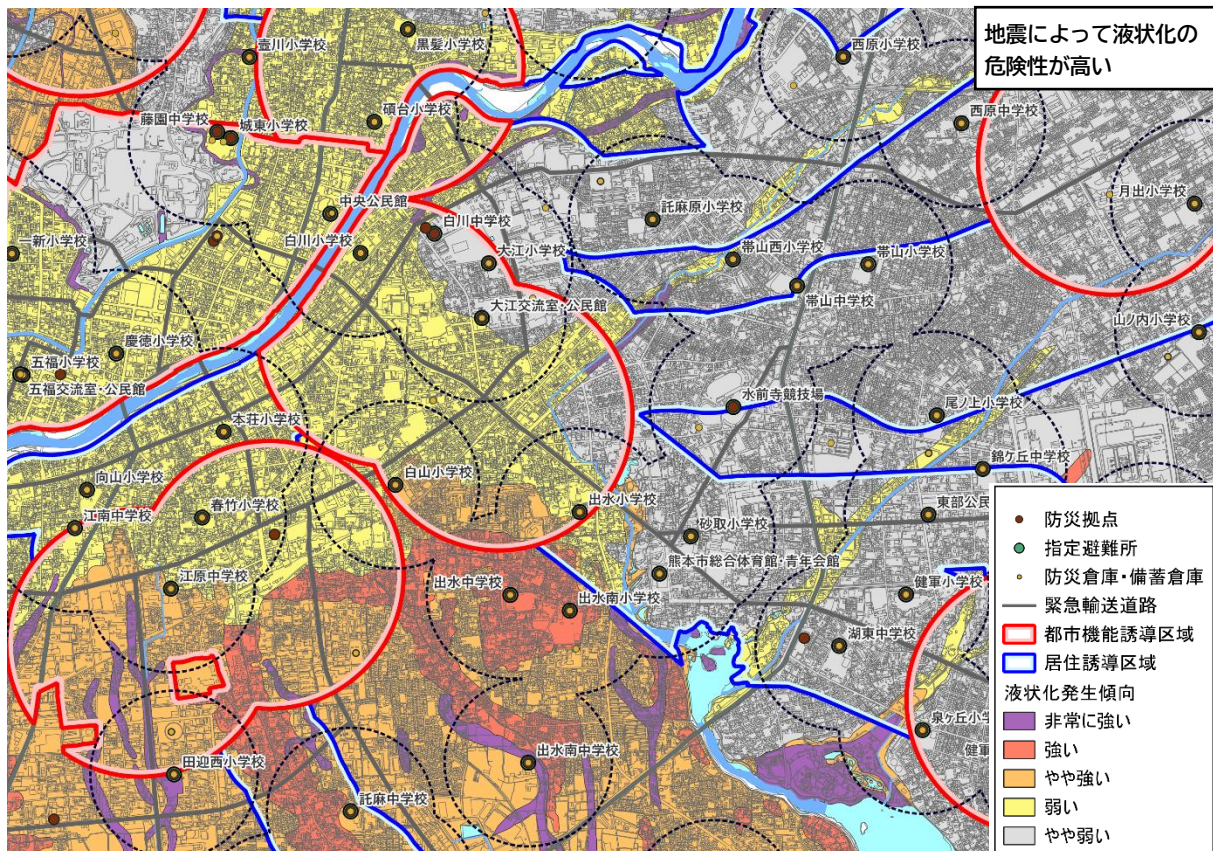 地震によって液状化の
危険性が高い
黒髪小学校
壺川小学校
西原小学校
碩台小学校
藤園中学校
城東小学校
西原中学校
月出小学校
中央公民館
託麻原小学校
白川中学校
一新小学校
白川小学校
大江小学校
帯山西小学校
帯山小学校
帯山中学校
大江交流室・公民館
山ノ内小学校
慶徳小学校
五福小学校
五福交流室・公民館
水前寺競技場
尾ノ上小学校
本荘小学校
錦ケ丘中学校
白山小学校
向山小学校
出水小学校
春竹小学校
江南中学校
砂取小学校
東部公民
熊本市総合体育館・青年会館
江原中学校
出水中学校
健軍小学校
出水南小学校
湖東中学校
泉ケ丘小学
出水南中学校
健軍
田迎西小学校
託麻中学校
防災拠点
指定避難所
防災倉庫・備蓄倉庫
緊急輸送道路
都市機能誘導区域
居住誘導区域
液状化発生傾向
非常に強い
強い
やや強い
弱い
やや弱い